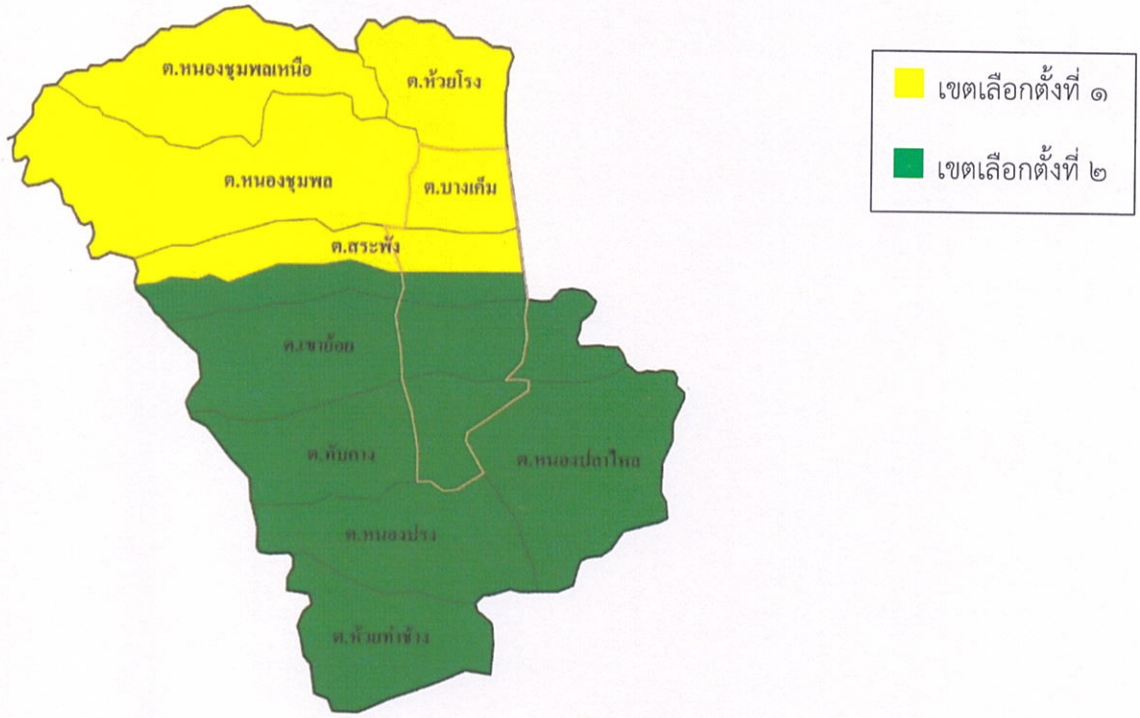 ต.หนองชุมพลเหนือ
ต.ห้วยโรง
ต.หนองชุมพล
ต.บางเค็ม
ต.สระพัง
ต.เขาย้อย
ต.ทับคาง
ต.หนองปลาไหล
ต.หนองปรง
ต.ห้วยท่าช้าง
เขตเลือกตั้งที่ ๑
เขตเลือกตั้งที่ ๒